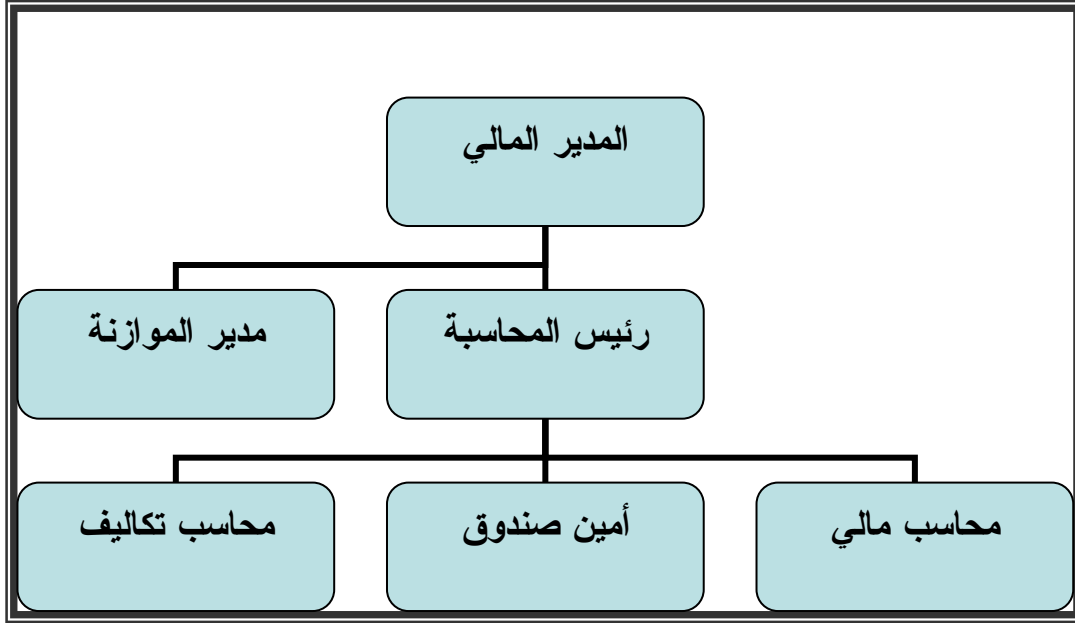 المدير المالي
رئيس المحاسبة
مدير الموازنة
محاسب مالي
أمين صندوق
محاسب تكاليف